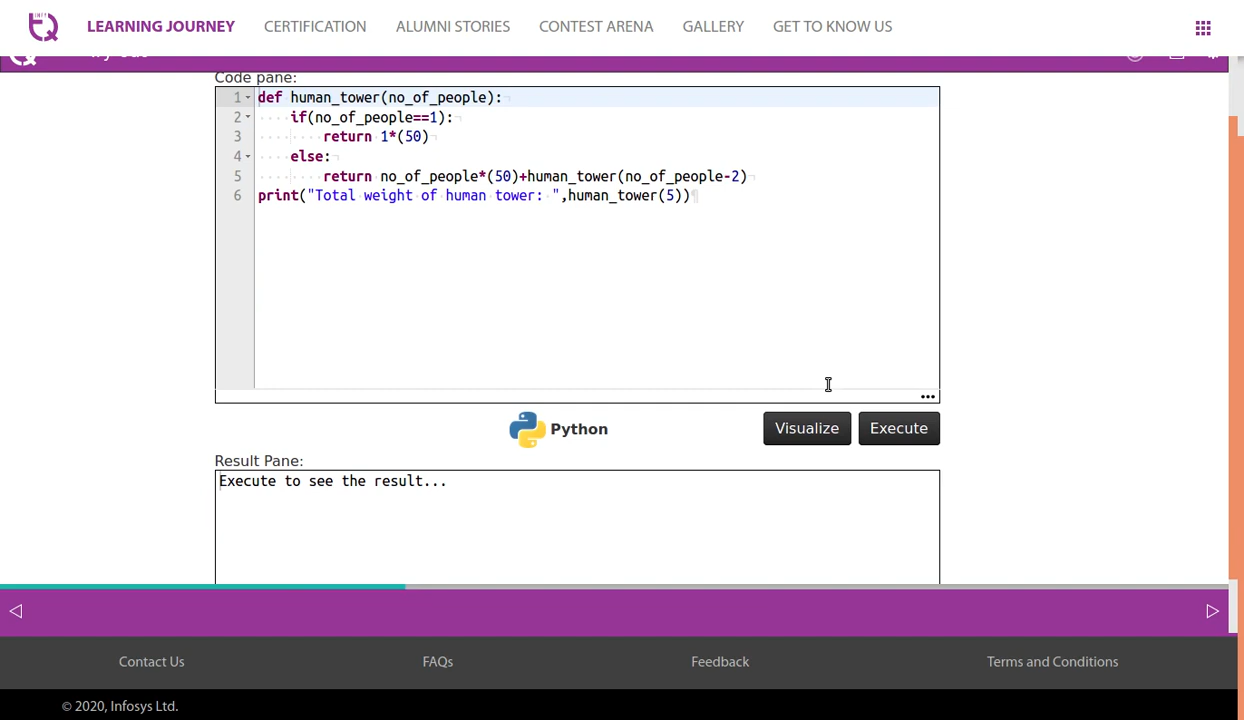 LEARNING JOURNEY CERTIFICATION ALUMNI STORIES CONTEST ARENA GALLERY GET TO KNOW US
Code pane:
1 def human_tower(no_of_people):
2 if(no_of_people==1):
3 return 1*(50)
4 else:
5 return no_of_people*(50)+human_tower(no_of_people-2)
6 print("Total weight of human tower: ",human_tower(5))
Python Visualize Execute
Result Pane:
Execute to see the result...
Contact Us FAQs Feedback Terms and Conditions
© 2020, Infosys Ltd.